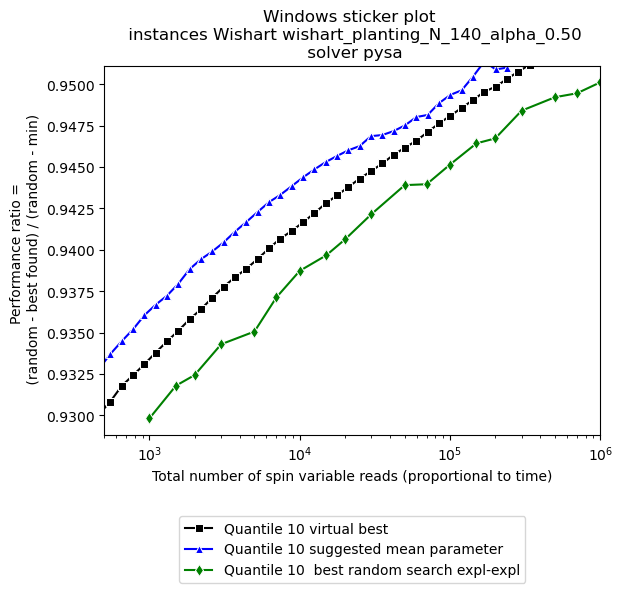 Windows sticker plot
instances Wishart wishart_planting_N_140_alpha_0.50
solver pysa
Performance ratio =
(random - best found) / (random - min)
0.9500
0.9475
0.9450
0.9425
0.9400
0.9375
0.9350
0.9325
0.9300
10³ 10⁴ 10⁵ 10⁶
Total number of spin variable reads (proportional to time)
Quantile 10 virtual best
Quantile 10 suggested mean parameter
Quantile 10  best random search expl-expl